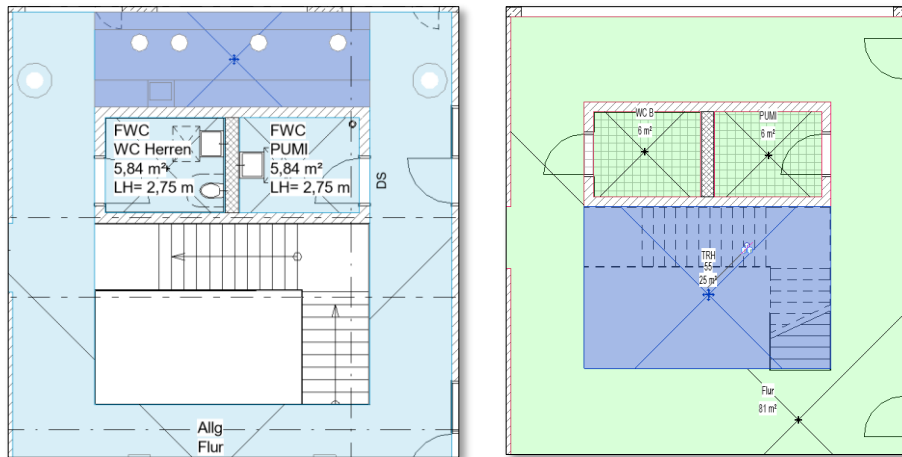 FWC
WC Herren
5,84 m²
LH= 2,75 m
FWC
PUMI
5,84 m²
LH= 2,75 m
DS
Allg
Flur
WC B
6 m²
PUMI
6 m²
TRH
55
25 m²
Flur
81 m²